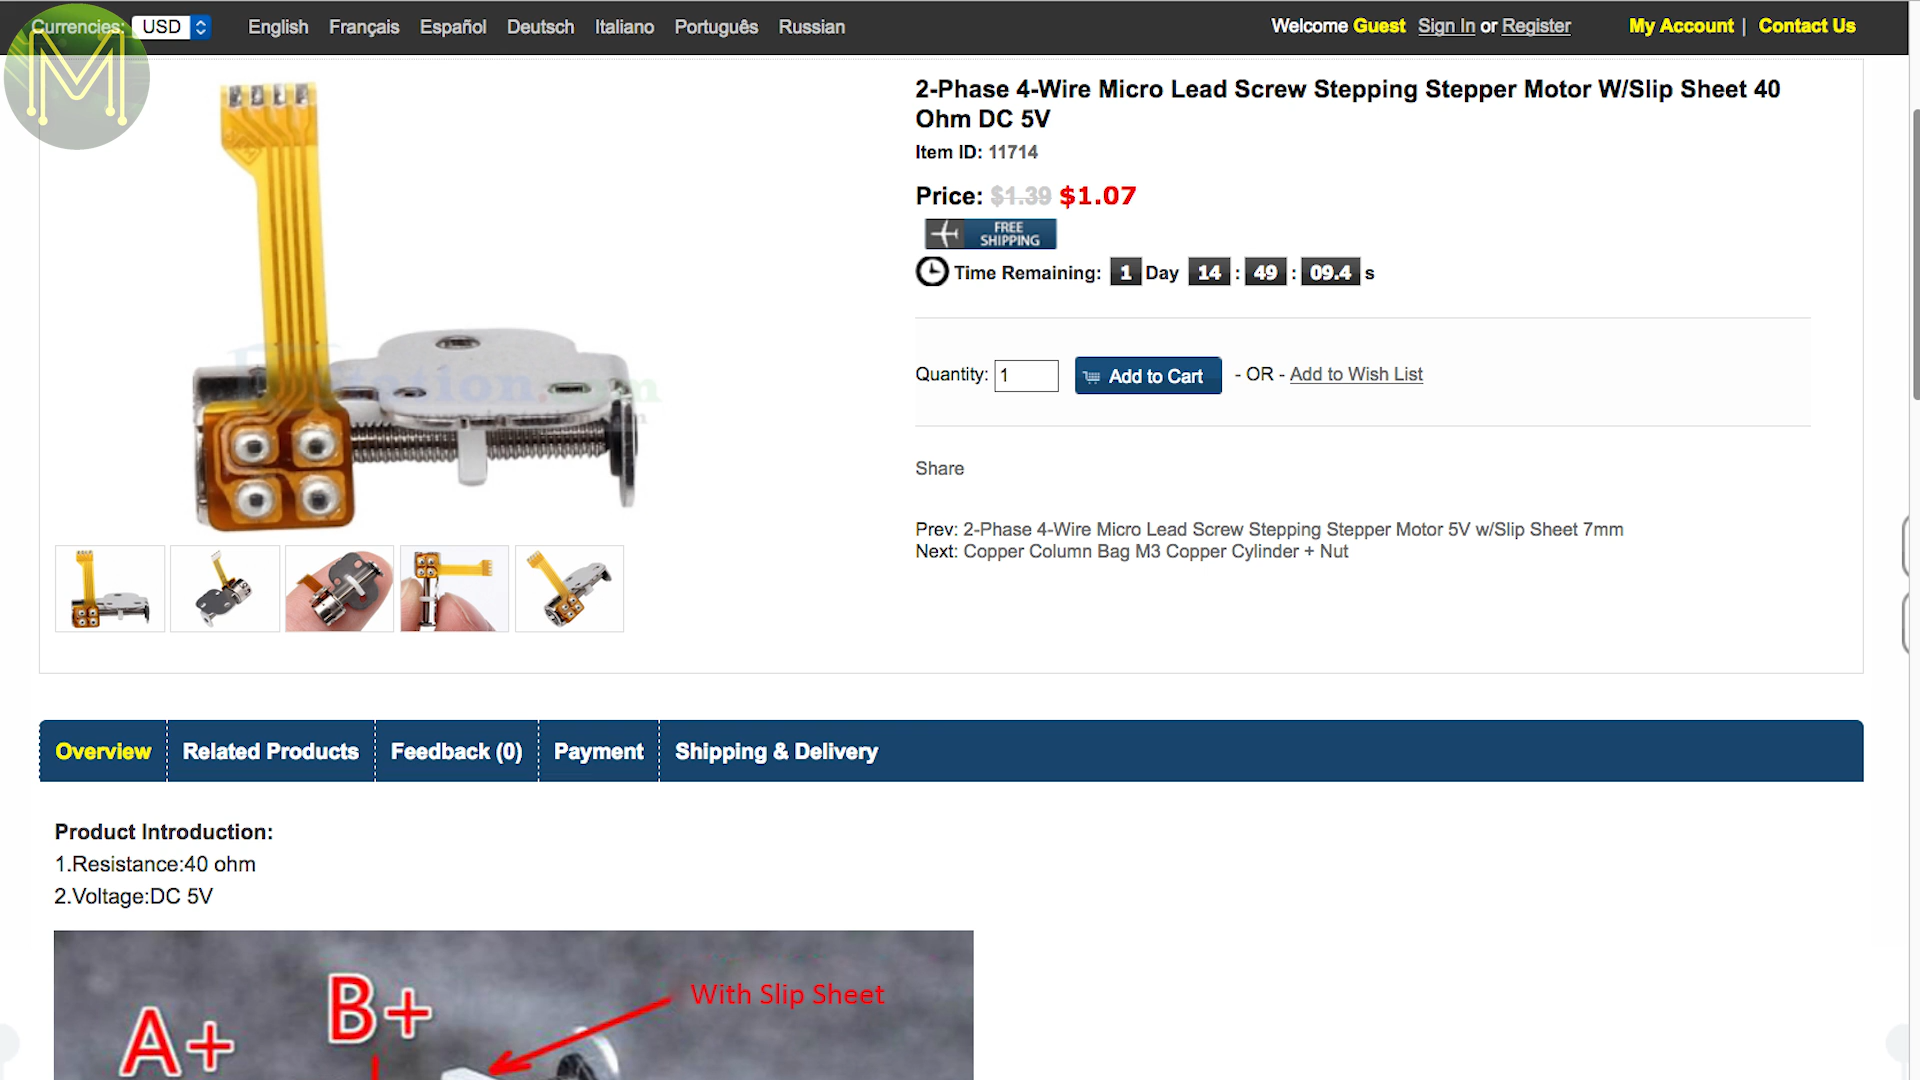 Currencies: USD English Français Español Deutsch Italiano Português Russian Welcome Guest Sign In or Register My Account | Contact Us
M
2-Phase 4-Wire Micro Lead Screw Stepping Stepper Motor W/Slip Sheet 40
Ohm DC 5V
Item ID: 11714
Price: $1.39 $1.07
FREE
SHIPPING
Time Remaining: 1 Day 14 : 49 : 09.4 s
Quantity: 1 Add to Cart - OR - Add to Wish List
Share
Prev: 2-Phase 4-Wire Micro Lead Screw Stepping Stepper Motor 5V w/Slip Sheet 7mm
Next: Copper Column Bag M3 Copper Cylinder + Nut
Overview Related Products Feedback (0) Payment Shipping & Delivery
Product Introduction:
1.Resistance:40 ohm
2.Voltage:DC 5V
With Slip Sheet
B+
A+